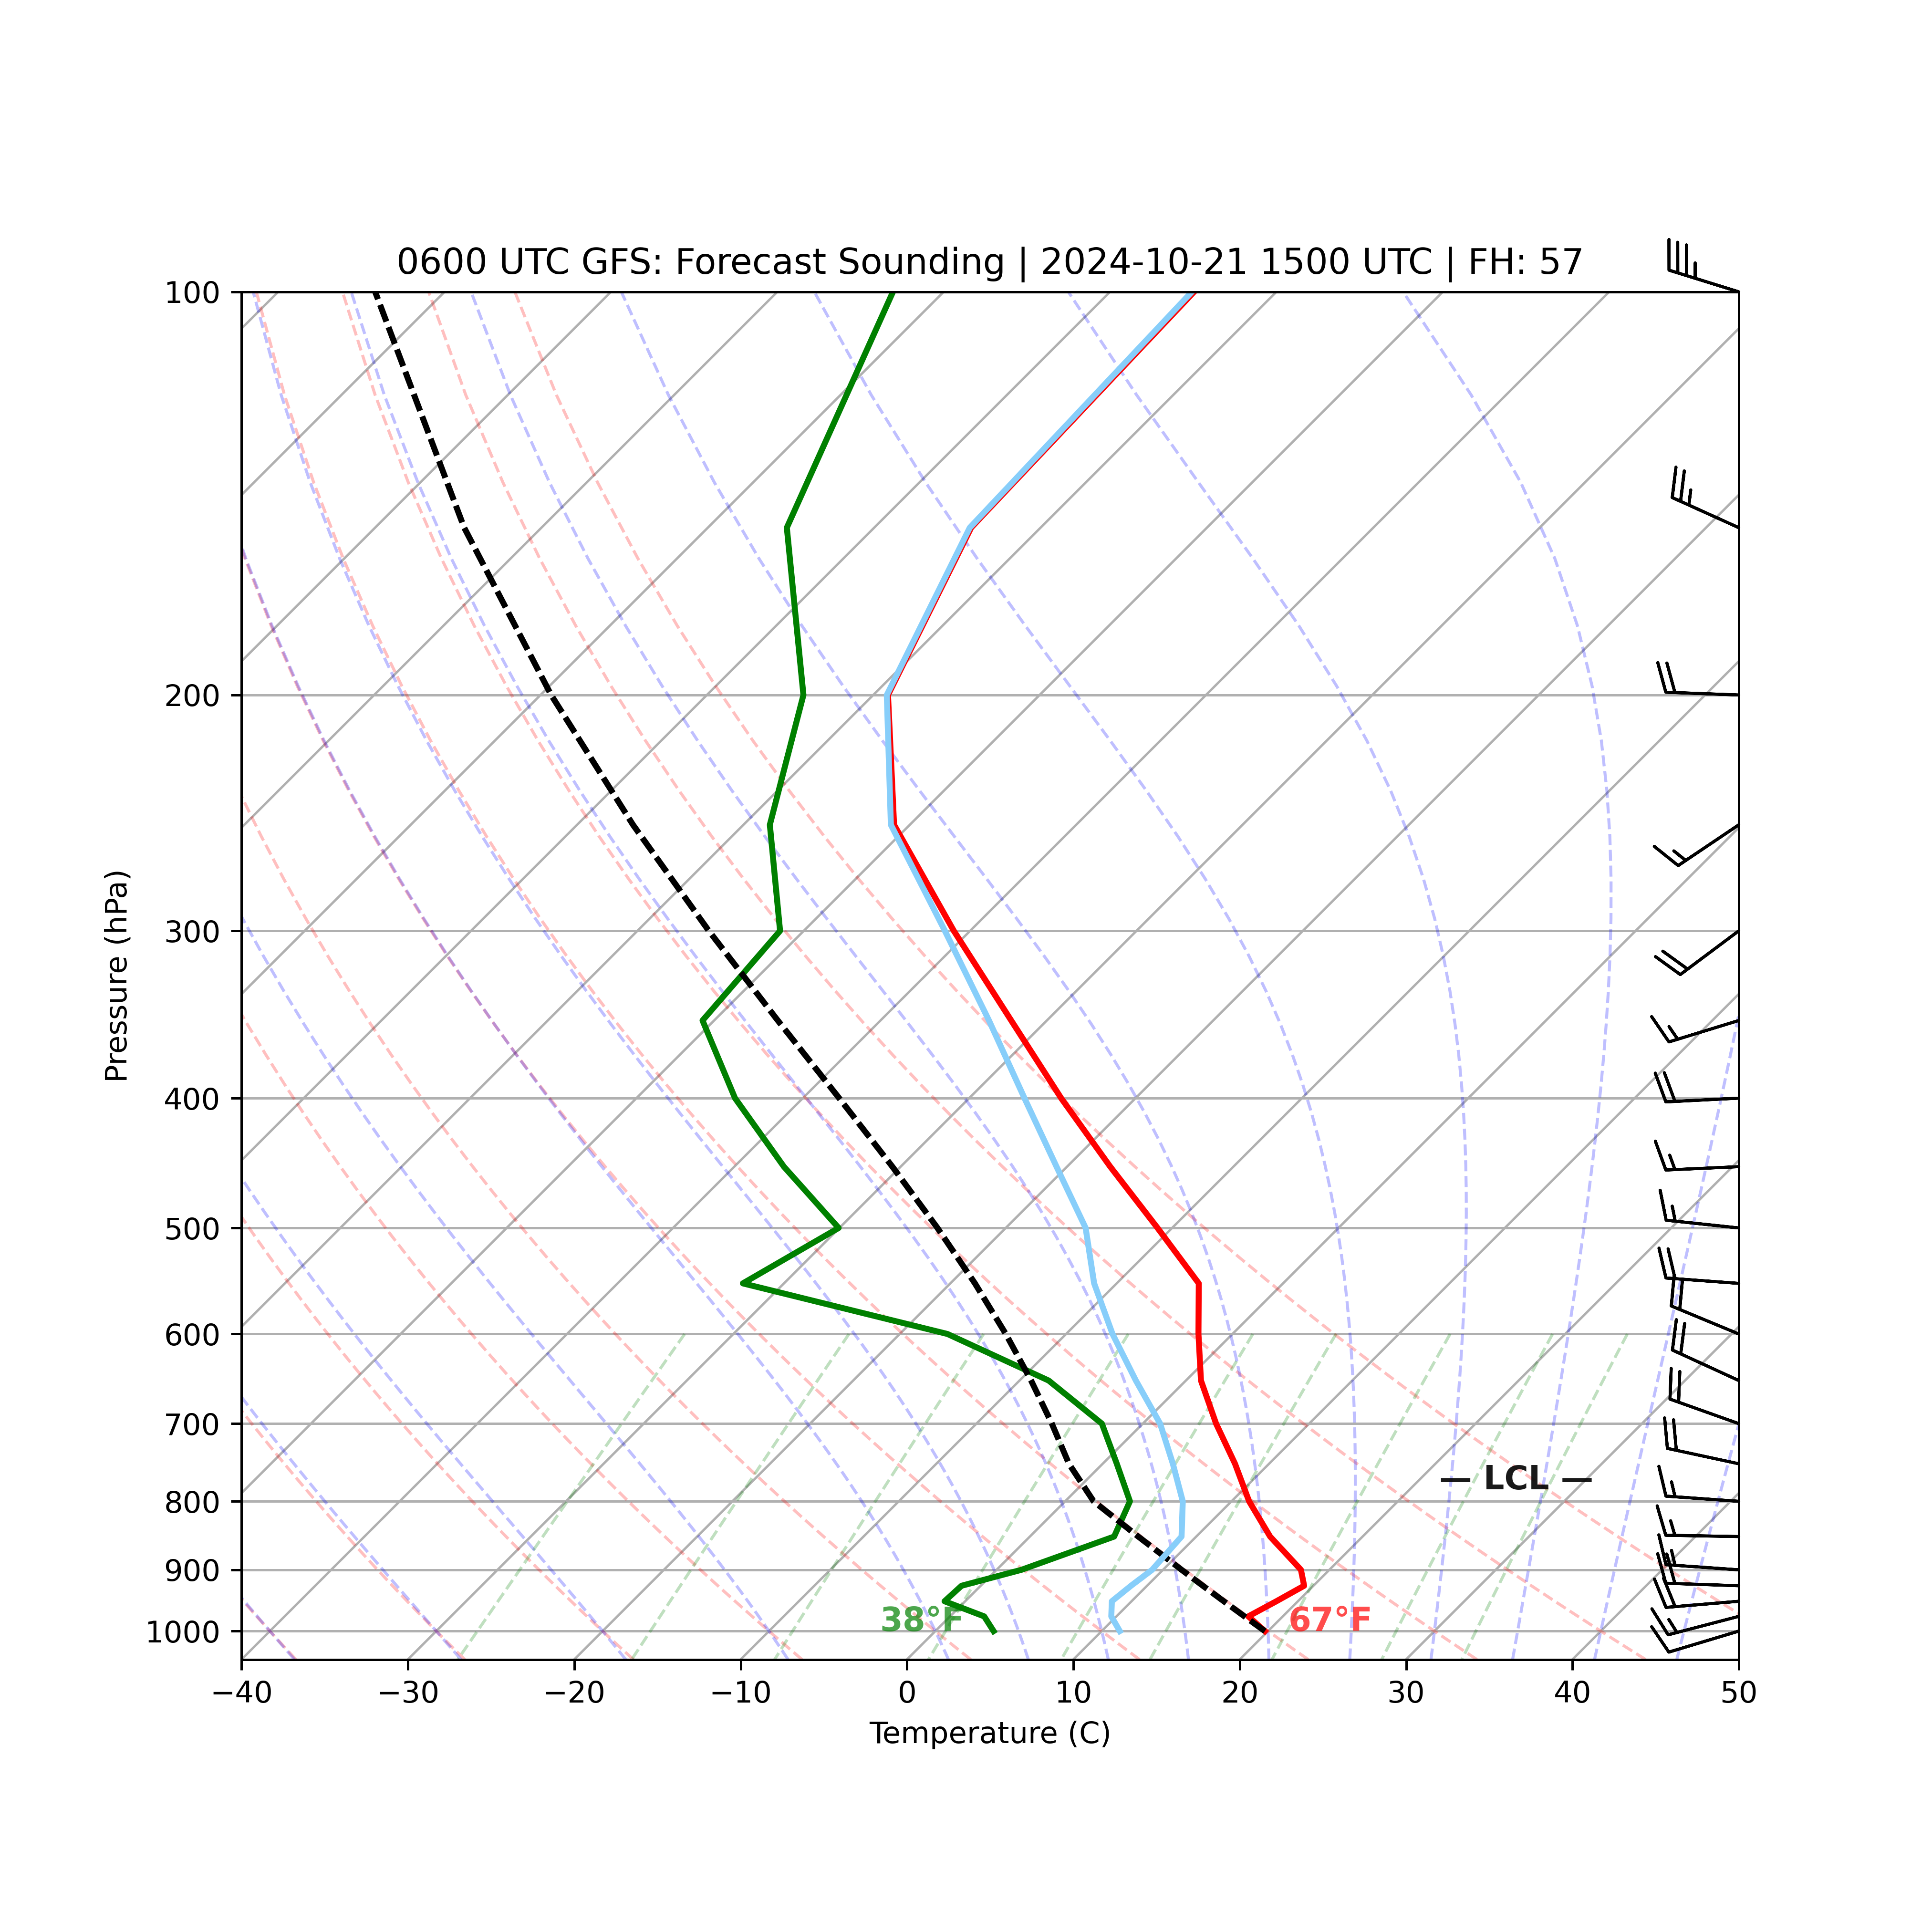 0600 UTC GFS: Forecast Sounding | 2024-10-21 1500 UTC | FH: 57
100
200
300
400
500
600
700
800
900
1000
Pressure (hPa)
— LCL —
38°F
67°F
−40 −30 −20 −10 0 10 20 30 40 50
Temperature (C)